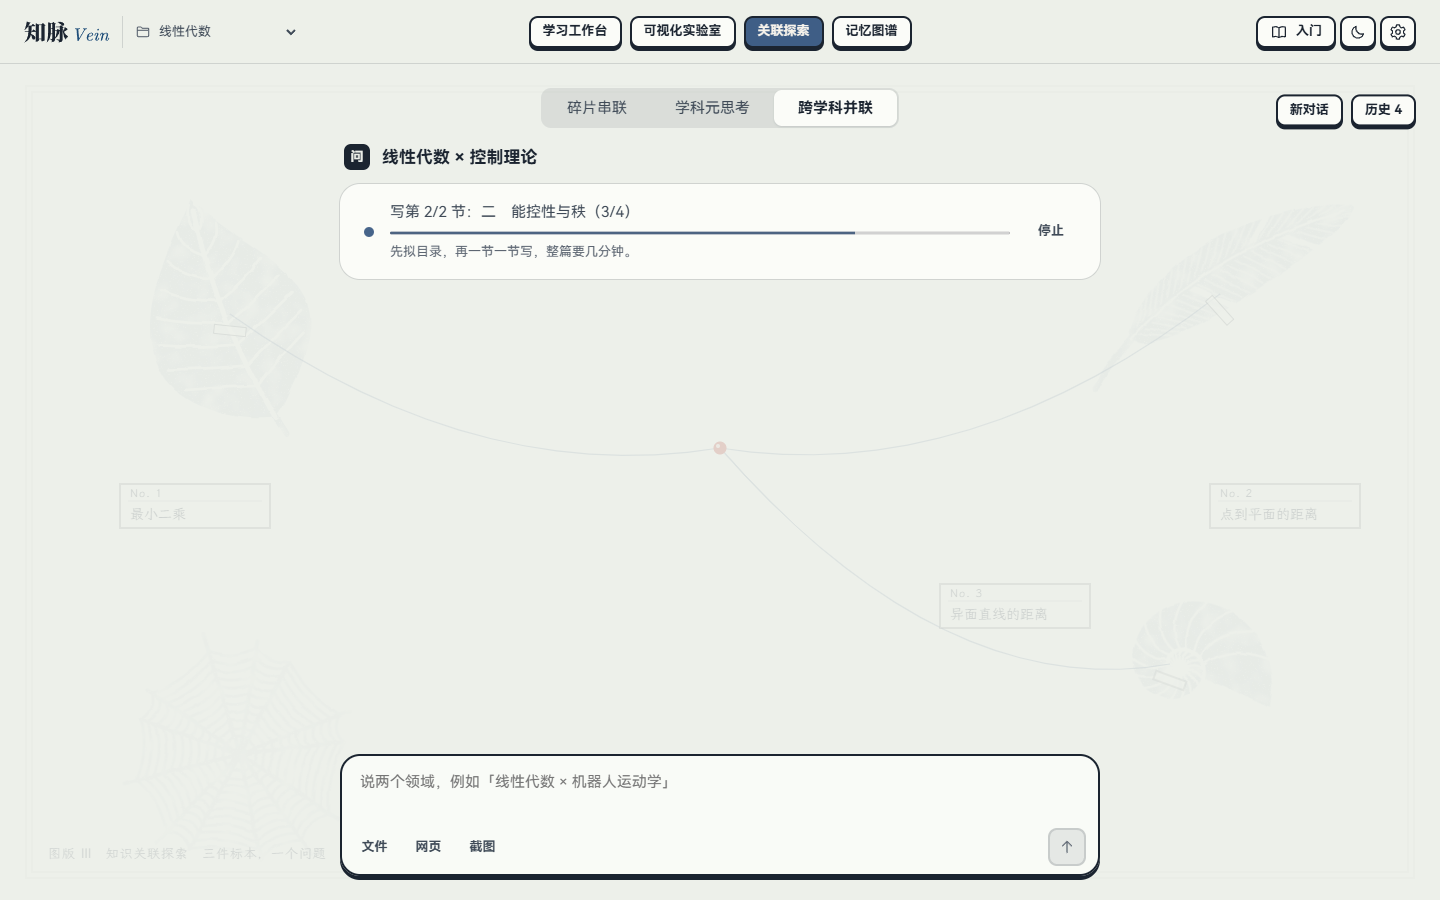 知脉 Vein
线性代数
学习工作台
可视化实验室
关联探索
记忆图谱
入门
碎片串联
学科元思考
跨学科并联
新对话
历史 4
问 线性代数 × 控制理论
写第 2/2 节：二　能控性与秩（3/4）
停止
先拟目录，再一节一节写，整篇要几分钟。
No. 1
最小二乘
No. 2
点到平面的距离
No. 3
异面直线的距离
说两个领域，例如「线性代数 × 机器人运动学」
文件
网页
截图
图版 III　知识关联探索　三件标本，一个问题